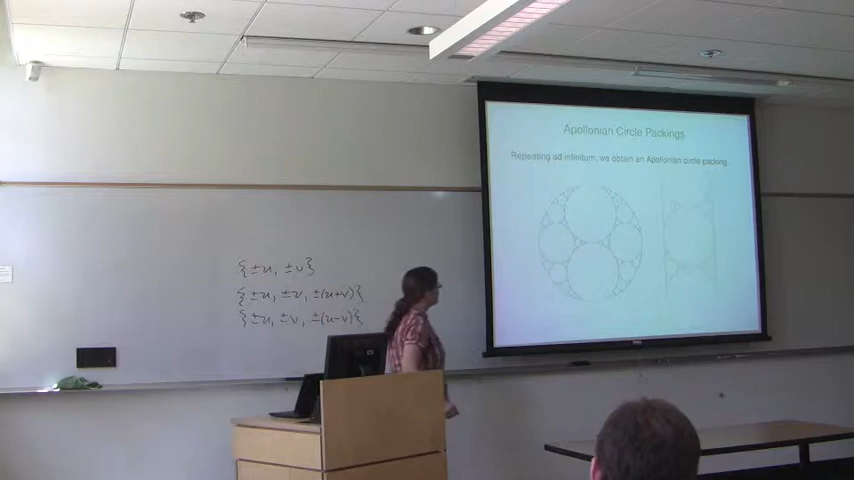 Apollonian Circle Packings
Repeating ad infinitum, we obtain an Apollonian circle packing.
{±u, ±v}
{±u, ±v, ±(u+v)}
{±u, ±v, ±(u-v)}